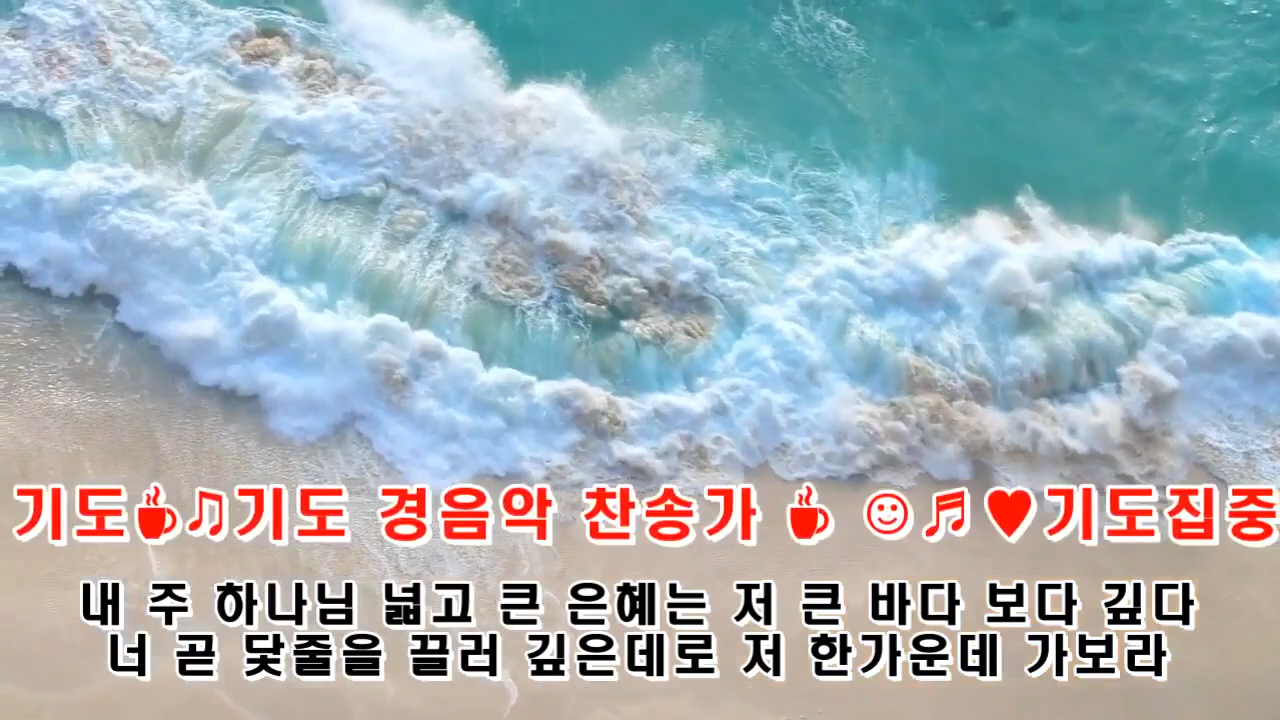 기도☕♫기도 경음악 찬송가 ☕ ☺♬♥기도집중
내 주 하나님 넓고 큰 은혜는 저 큰 바다 보다 깊다
너 곧 닻줄을 끌러 깊은데로 저 한가운데 가보라